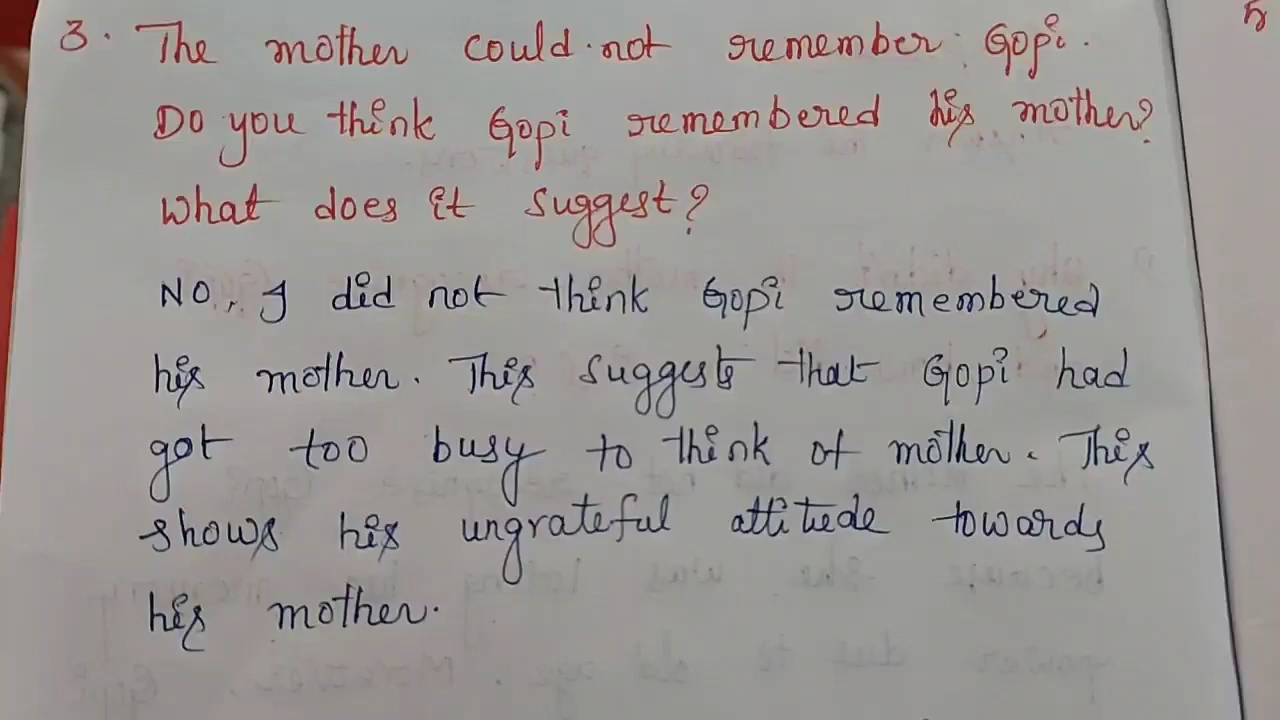 3. The mother could not remember Gopi.
Do you think Gopi remembered his mother?
What does it suggest?
No, I did not think Gopi remembered
his mother. This suggests that Gopi had
got too busy to think of mother. This
shows his ungrateful attitude towards
his mother.